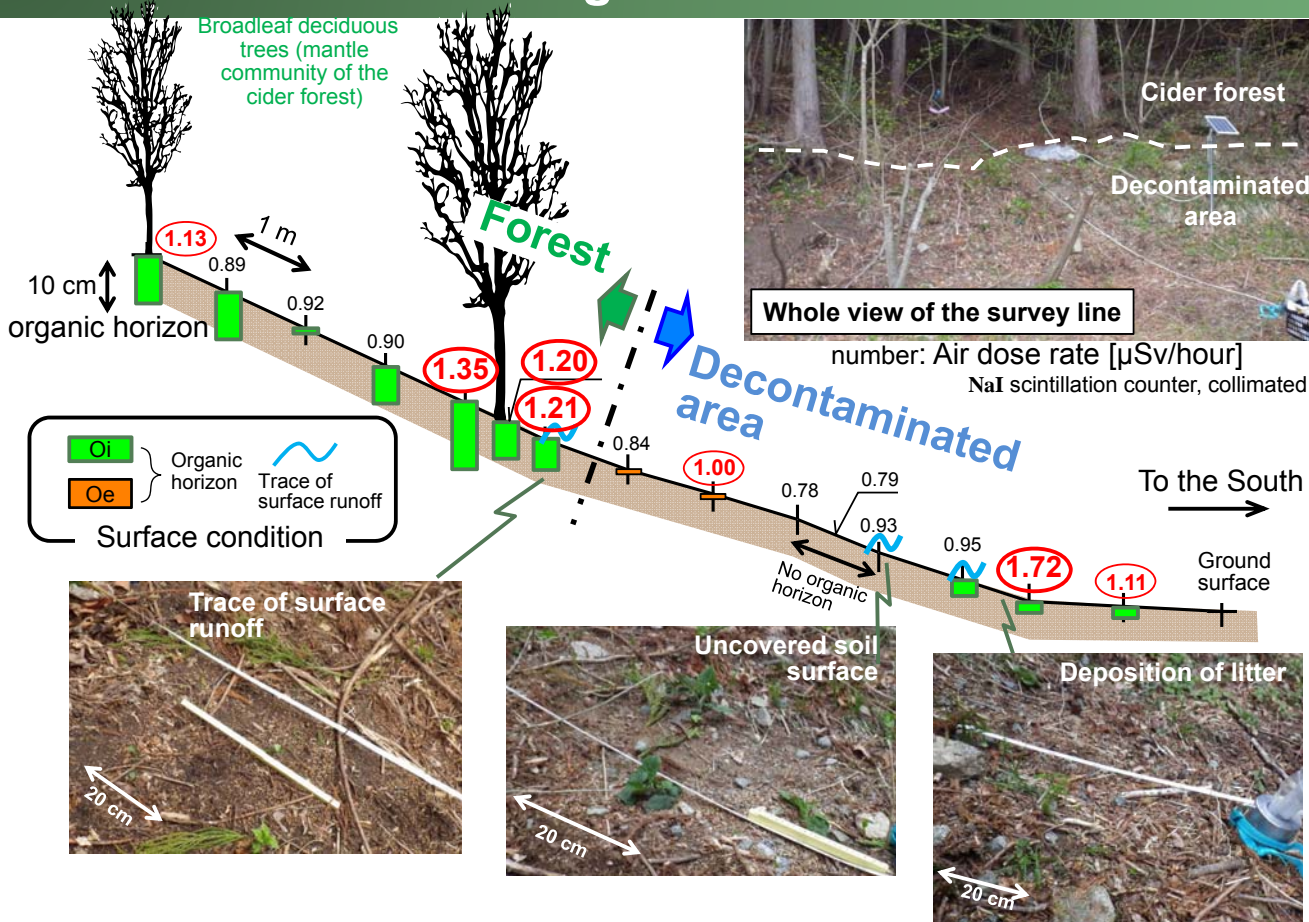 Broadleaf deciduous
trees (mantle
community of the
cider forest)
Cider forest
Decontaminated
area
Whole view of the survey line
number: Air dose rate [μSv/hour]
NaI scintillation counter, collimated
1.13
1 m
0.89
0.92
0.90
1.35
1.20
1.21
10 cm
organic horizon
Forest
Decontaminated
area
0.84
1.00
0.78
0.79
0.93
0.95
1.72
1.11
To the South
Ground
surface
No organic
horizon
Oi
Oe
Organic
horizon
Trace of
surface runoff
Surface condition
Trace of surface
runoff
20 cm
Uncovered soil
surface
20 cm
Deposition of litter
20 cm